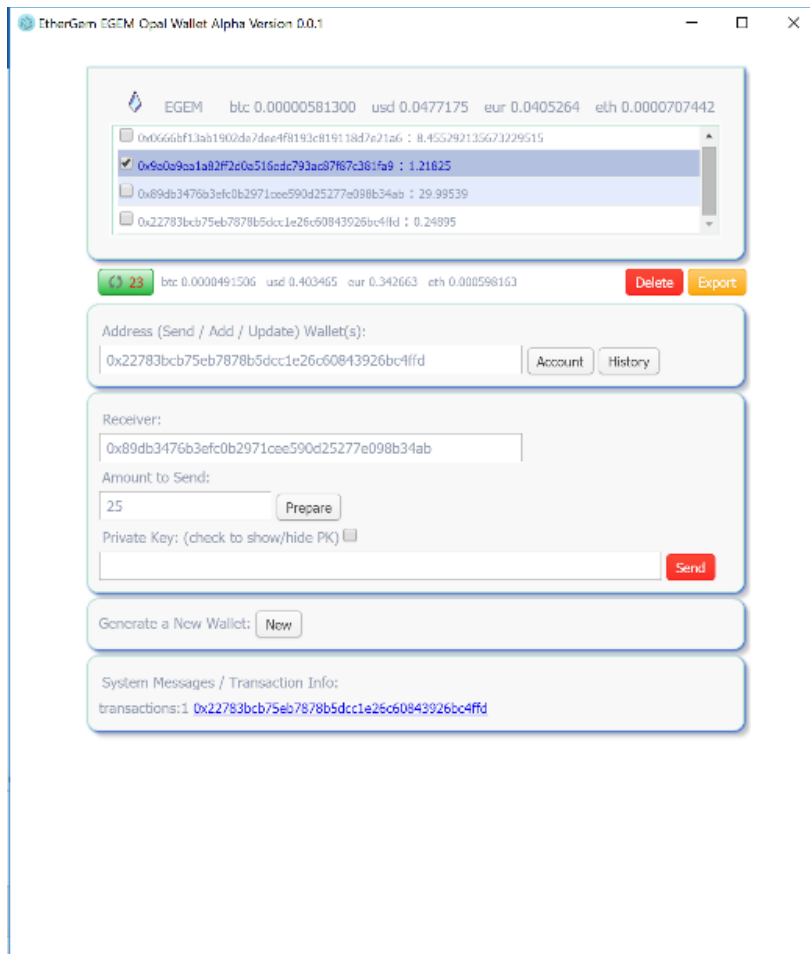 EtherGem EGEM Opal Wallet Alpha Version 0.0.1
EGEM btc 0.00000581300 usd 0.0477175 eur 0.0405264 eth 0.0000707442
0x0666bf13ab1902de7dee4f8193c819118d7e21a6 : 8.455292135673229515
0x9a0a9aa1a82ff2d0a516edc793ac87f67c381fa9 : 1.21825
0x89db3476b3efc0b2971cee590d25277e098b34ab : 29.99539
0x22783bcb75eb7878b5dcc1e26c60843926bc4ffd : 0.24895
23 btc 0.0000491506 usd 0.403465 eur 0.342663 eth 0.000598163 Delete Export
Address (Send / Add / Update) Wallet(s):
0x22783bcb75eb7878b5dcc1e26c60843926bc4ffd Account History
Receiver:
0x89db3476b3efc0b2971cee590d25277e098b34ab
Amount to Send:
25 Prepare
Private Key: (check to show/hide PK)
Send
Generate a New Wallet: New
System Messages / Transaction Info:
transactions:1 0x22783bcb75eb7878b5dcc1e26c60843926bc4ffd